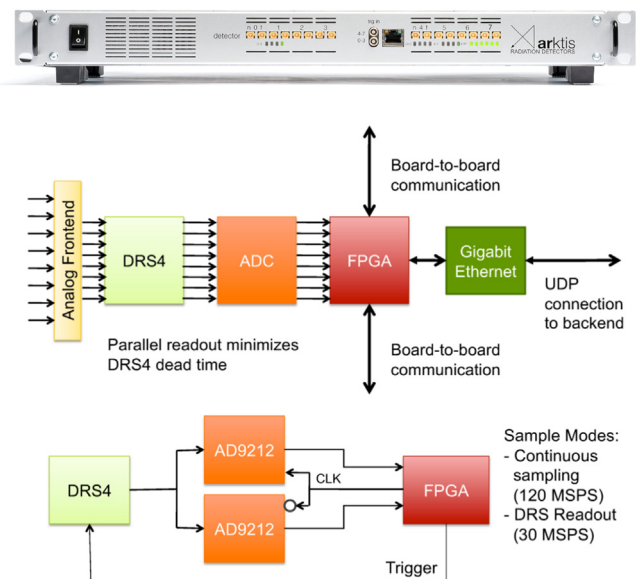 detector
n 0 1
1
2
3
log in
4-7
0-3
n 4 1
5
6
7
arktis
RADIATION DETECTORS
Board-to-board
communication
Analog Frontend
DRS4
ADC
FPGA
Gigabit
Ethernet
UDP
connection
to backend
Parallel readout minimizes
DRS4 dead time
Board-to-board
communication
Sample Modes:
- Continuous
sampling
(120 MSPS)
- DRS Readout
(30 MSPS)
AD9212
CLK
DRS4
FPGA
AD9212
Trigger